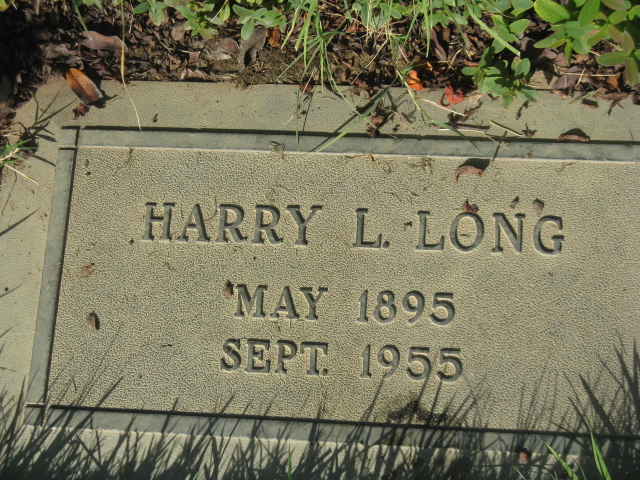 HARRY L. LONG
MAY 1895
SEPT. 1955